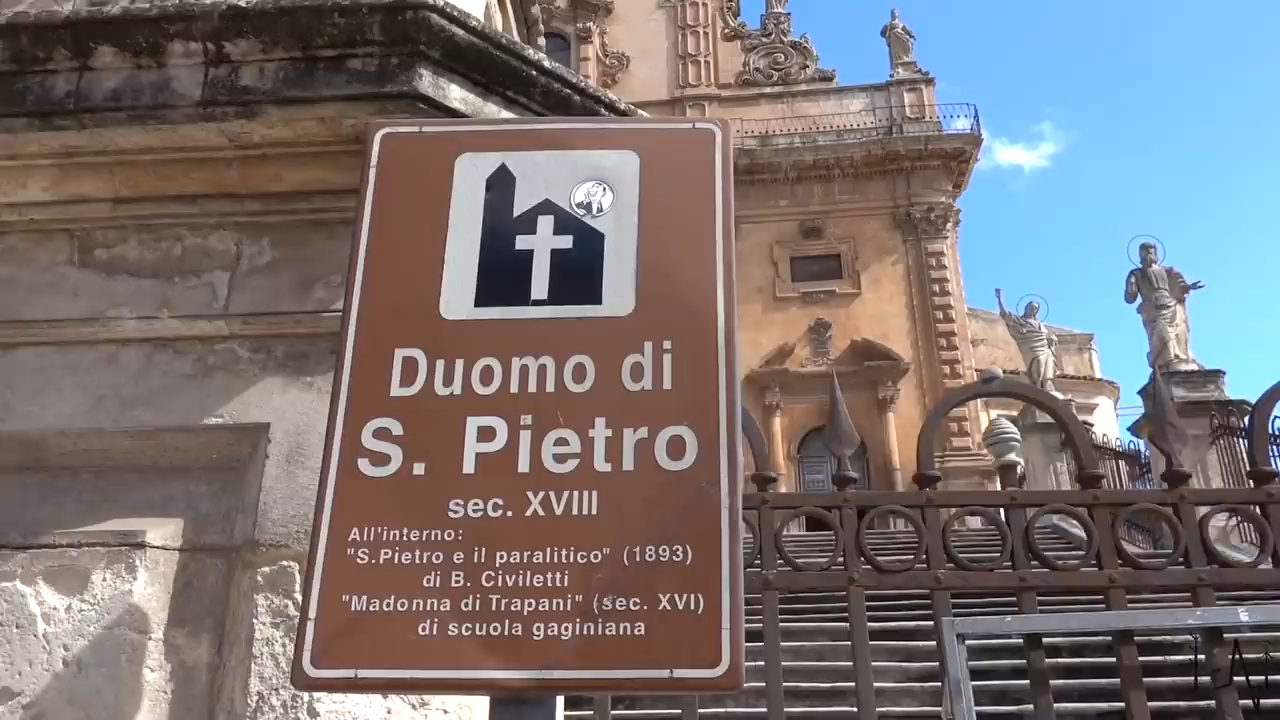 Duomo di
S. Pietro
sec. XVIII
All'interno:
"S.Pietro e il paralitico" (1893)
di B. Civiletti
"Madonna di Trapani" (sec. XVI)
di scuola gaginiana